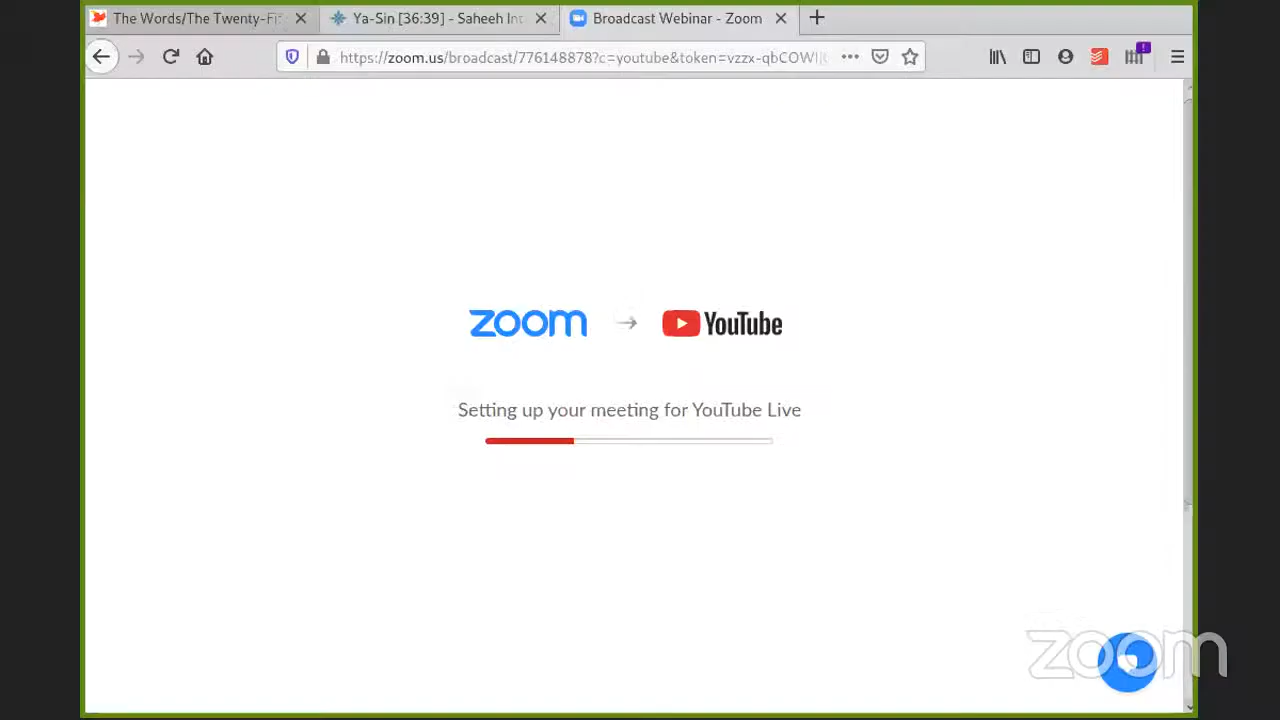 The Words/The Twenty-Fi
Ya-Sin [36:39] - Saheeh Int
Broadcast Webinar - Zoom
https://zoom.us/broadcast/776148878?c=youtube&token=vzzx-qbCOWI
zoom → YouTube
Setting up your meeting for YouTube Live
zoom